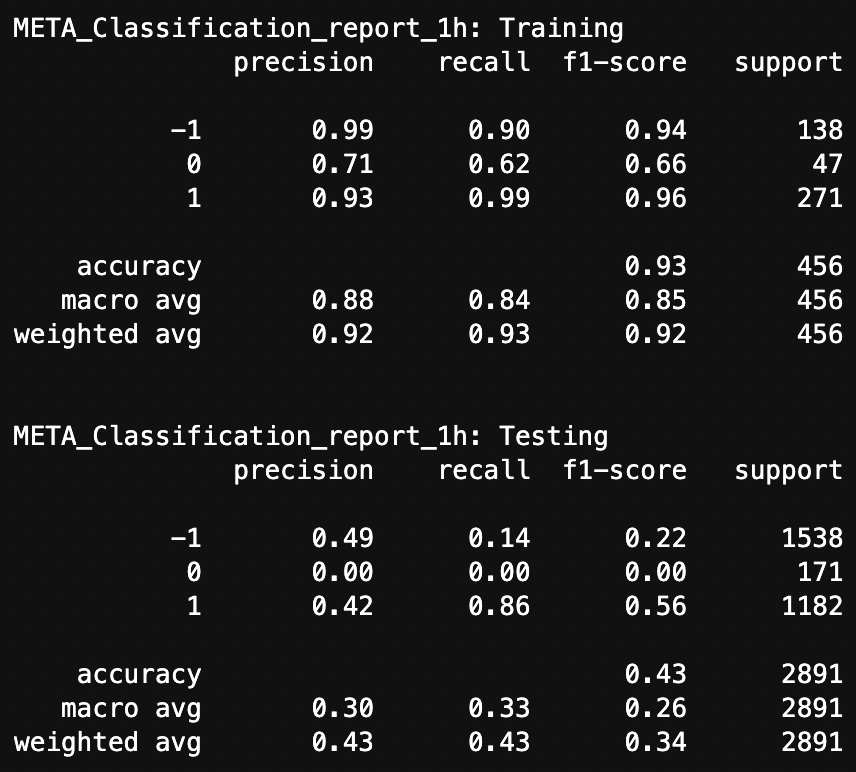 META_Classification_report_1h: Training
precision recall f1-score support
-1 0.99 0.90 0.94 138
0 0.71 0.62 0.66 47
1 0.93 0.99 0.96 271
accuracy 0.93 456
macro avg 0.88 0.84 0.85 456
weighted avg 0.92 0.93 0.92 456
META_Classification_report_1h: Testing
precision recall f1-score support
-1 0.49 0.14 0.22 1538
0 0.00 0.00 0.00 171
1 0.42 0.86 0.56 1182
accuracy 0.43 2891
macro avg 0.30 0.33 0.26 2891
weighted avg 0.43 0.43 0.34 2891